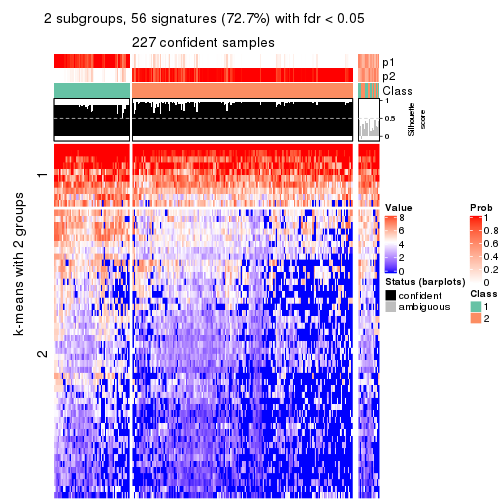 2 subgroups, 56 signatures (72.7%) with fdr < 0.05
227 confident samples
p1
p2
Class
1
0.5
0
Silhouette
score
k-means with 2 groups
1
2
Value
8
6
4
2
0
Status (barplots)
confident
ambiguous
Prob
1
0.8
0.6
0.4
0.2
0
Class
1
2